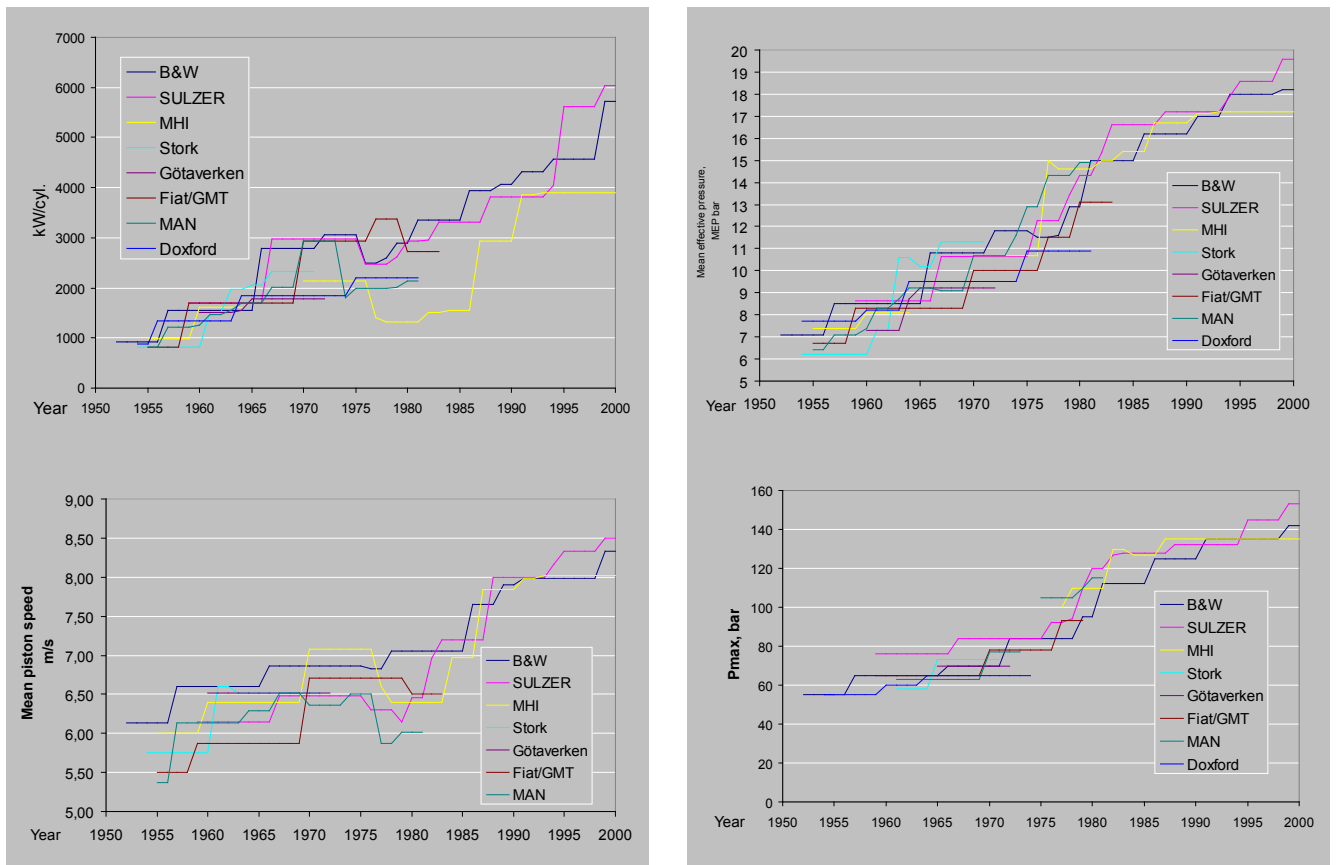 7000
6000
5000
4000
3000
2000
1000
0
kW/cyl.
B&W
SULZER
MHI
Stork
Götaverken
Fiat/GMT
MAN
Doxford
Year
1950 1955 1960 1965 1970 1975 1980 1985 1990 1995 2000
20
19
18
17
16
15
14
13
12
11
10
9
8
7
6
5
Mean effective pressure,
MEP bar
B&W
SULZER
MHI
Stork
Götaverken
Fiat/GMT
MAN
Doxford
Year
1950 1955 1960 1965 1970 1975 1980 1985 1990 1995 2000
9,00
8,50
8,00
7,50
7,00
6,50
6,00
5,50
5,00
Mean piston speed
m/s
B&W
SULZER
MHI
Stork
Götaverken
Fiat/GMT
MAN
Year
1950 1955 1960 1965 1970 1975 1980 1985 1990 1995 2000
160
140
120
100
80
60
40
20
0
Pmax, bar
B&W
SULZER
MHI
Stork
Götaverken
Fiat/GMT
MAN
Doxford
Year
1950 1955 1960 1965 1970 1975 1980 1985 1990 1995 2000